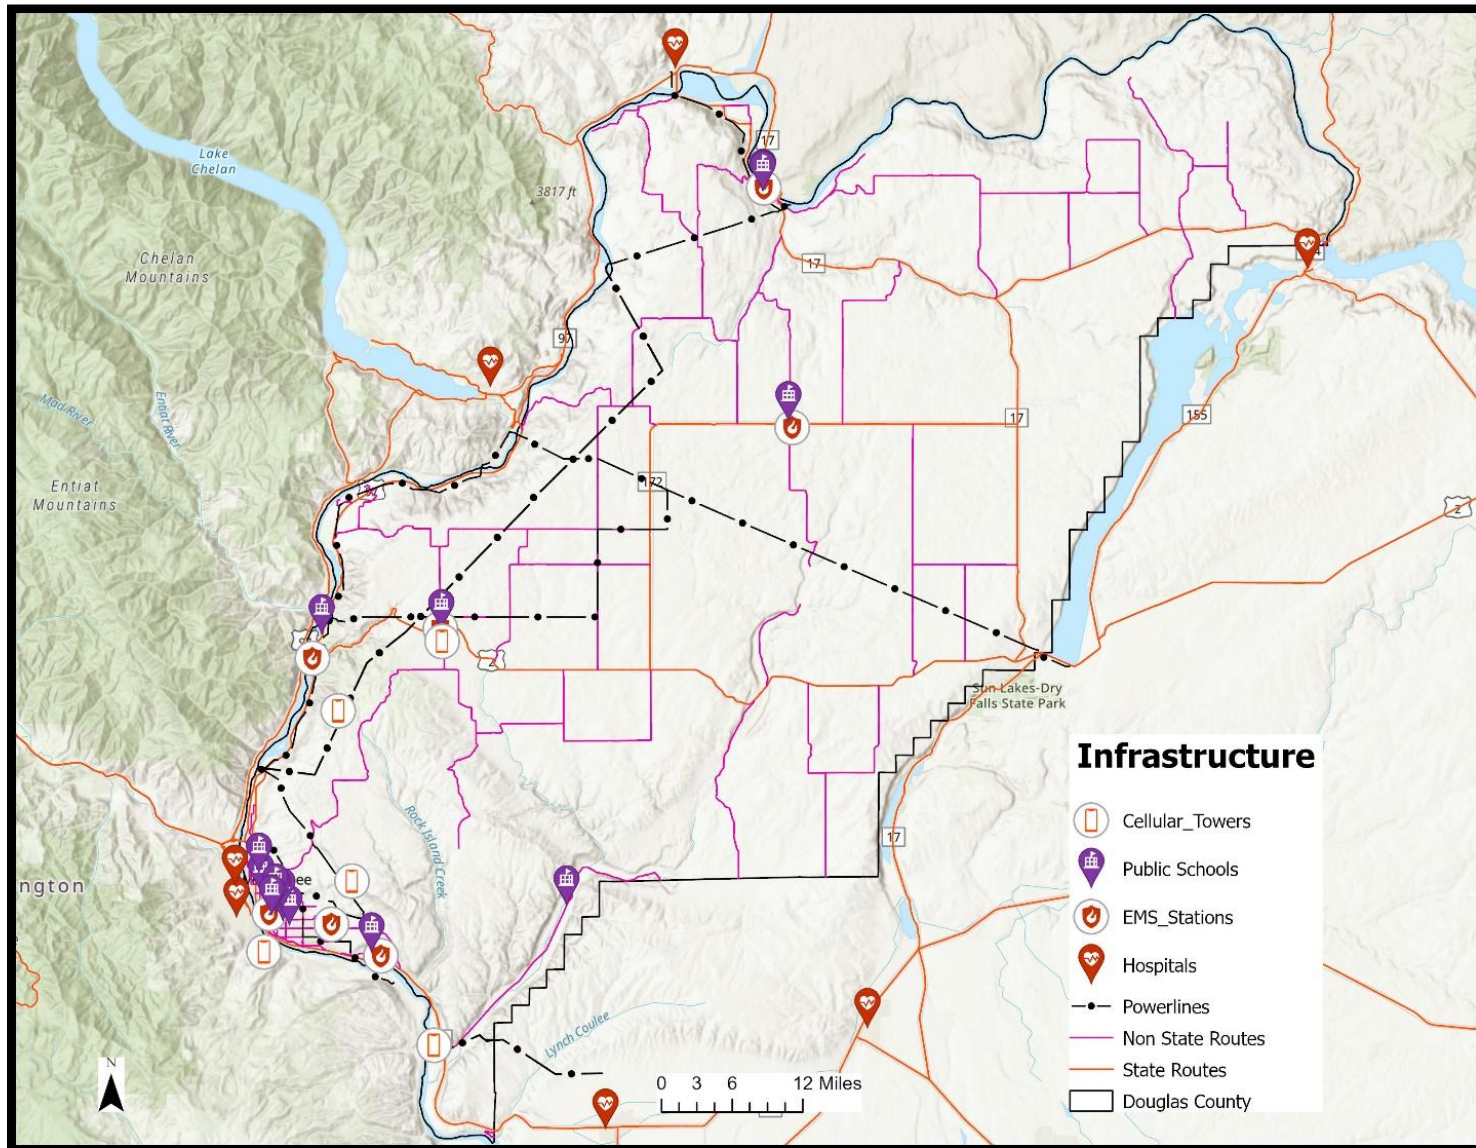 17
Lake
Chelan
3817 ft
Chelan
Mountains
17
97
Mad River
Entiat River
17
155
Entiat
Mountains
172
2
2
Sun Lakes-Dry
Falls State Park
Infrastructure
Rock Island Creek
Cellular_Towers
17
Public Schools
ington
EMS_Stations
Hospitals
Powerlines
Lynch Coulee
Non State Routes
N
State Routes
0 3 6 12 Miles
Douglas County